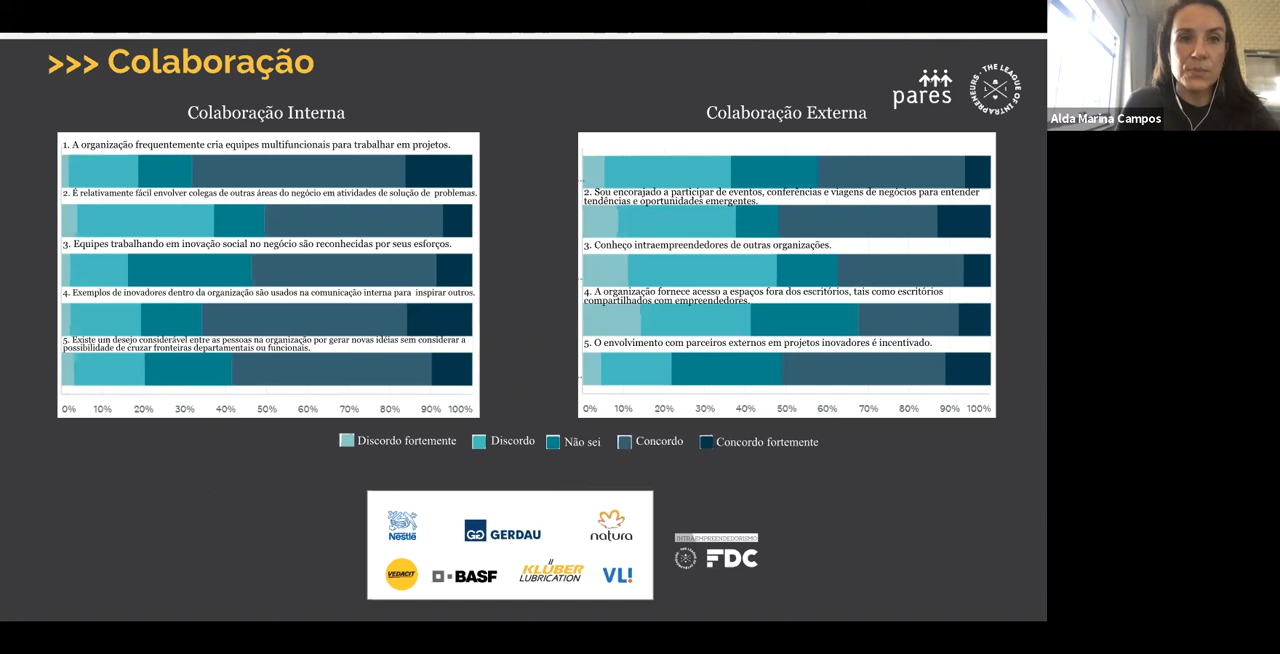 >>> Colaboração
pares
THE LEAGUE OF INTRAPRENEURS
Alda Marina Campos
Colaboração Interna
1. A organização frequentemente cria equipes multifuncionais para trabalhar em projetos.
2. É relativamente fácil envolver colegas de outras áreas do negócio em atividades de solução de problemas.
3. Equipes trabalhando em inovação social no negócio são reconhecidas por seus esforços.
4. Exemplos de inovadores dentro da organização são usados na comunicação interna para inspirar outros.
5. Existe um desejo considerável entre as pessoas na organização por gerar novas idéias sem considerar a
possibilidade de cruzar fronteiras departamentais ou funcionais.
0% 10% 20% 30% 40% 50% 60% 70% 80% 90% 100%
Colaboração Externa
2. Sou encorajado a participar de eventos, conferências e viagens de negócios para entender
tendências e oportunidades emergentes.
3. Conheço intraempreendedores de outras organizações.
4. A organização fornece acesso a espaços fora dos escritórios, tais como escritórios
compartilhados com empreendedores.
5. O envolvimento com parceiros externos em projetos inovadores é incentivado.
0% 10% 20% 30% 40% 50% 60% 70% 80% 90% 100%
Discordo fortemente Discordo Não sei Concordo Concordo fortemente
Nestlé GG GERDAU natura
VEDACIT BASF KLÜBER LUBRICATION VL!
INTRAEMPREENDEDORISMO
FDC